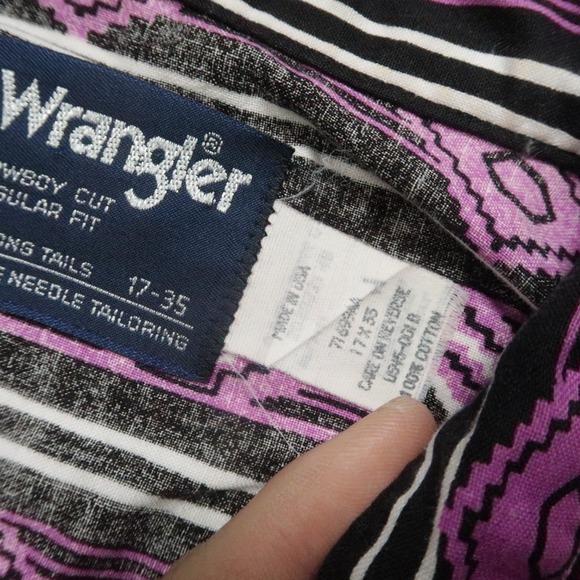 Wrangler®
OWBOY CUT
GULAR FIT
ONG TAILS 17-35
E NEEDLE TAILORING
MADE IN USA
17 X 35
CARE ON REVERSE
100% COTTON